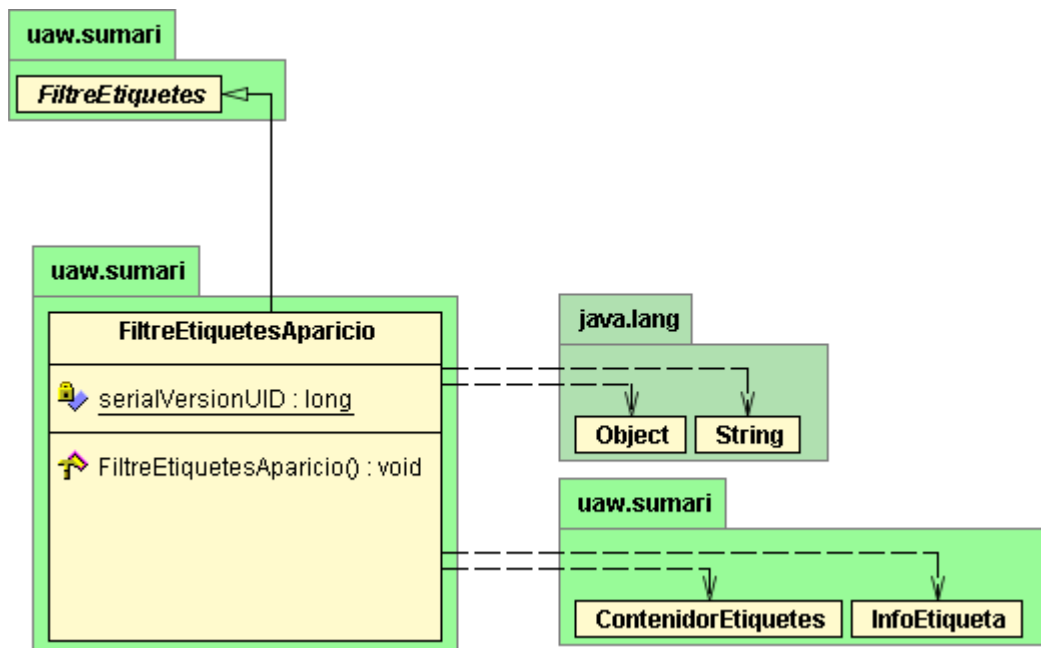 uaw.sumari
FiltreEtiquetes
uaw.sumari
FiltreEtiquetesAparicio
serialVersionUID : long
FiltreEtiquetesAparicio() : void
java.lang
Object
String
uaw.sumari
ContenidorEtiquetes
InfoEtiqueta